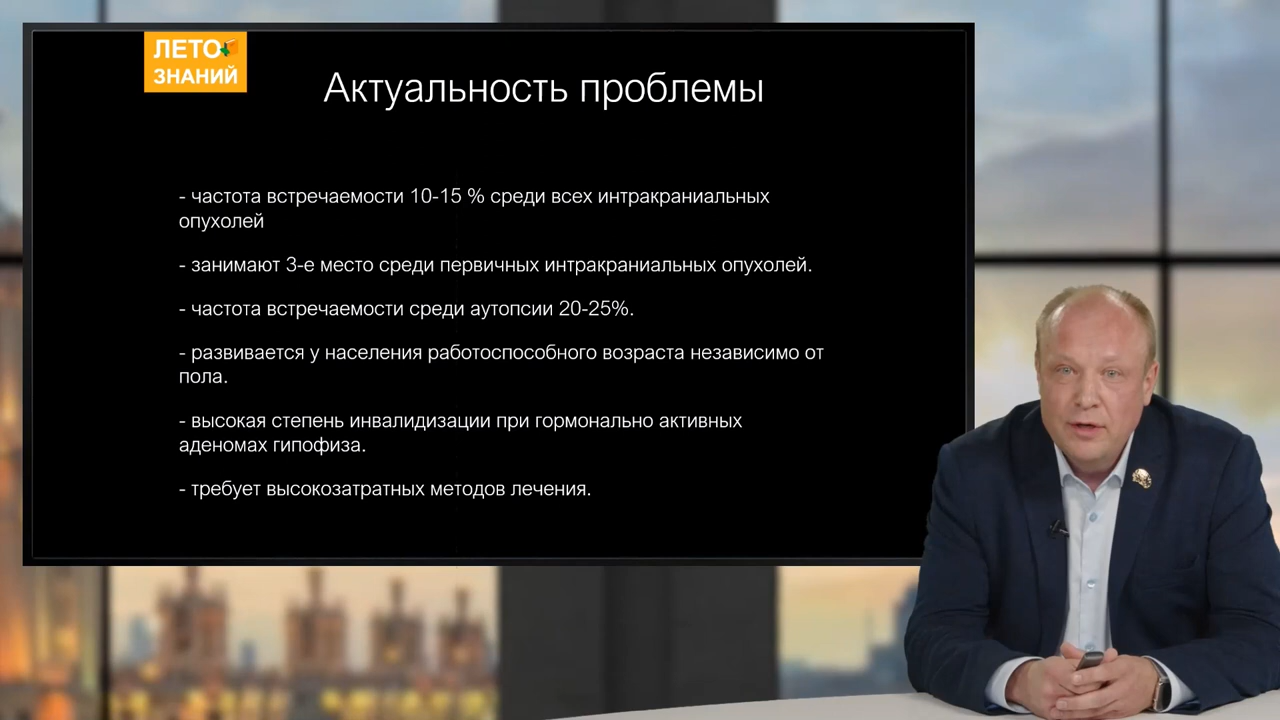 ЛЕТО
ЗНАНИЙ
Актуальность проблемы
- частота встречаемости 10-15 % среди всех интракраниальных
опухолей
- занимают 3-е место среди первичных интракраниальных опухолей.
- частота встречаемости среди аутопсии 20-25%.
- развивается у населения работоспособного возраста независимо от
пола.
- высокая степень инвалидизации при гормонально активных
аденомах гипофиза.
- требует высокозатратных методов лечения.